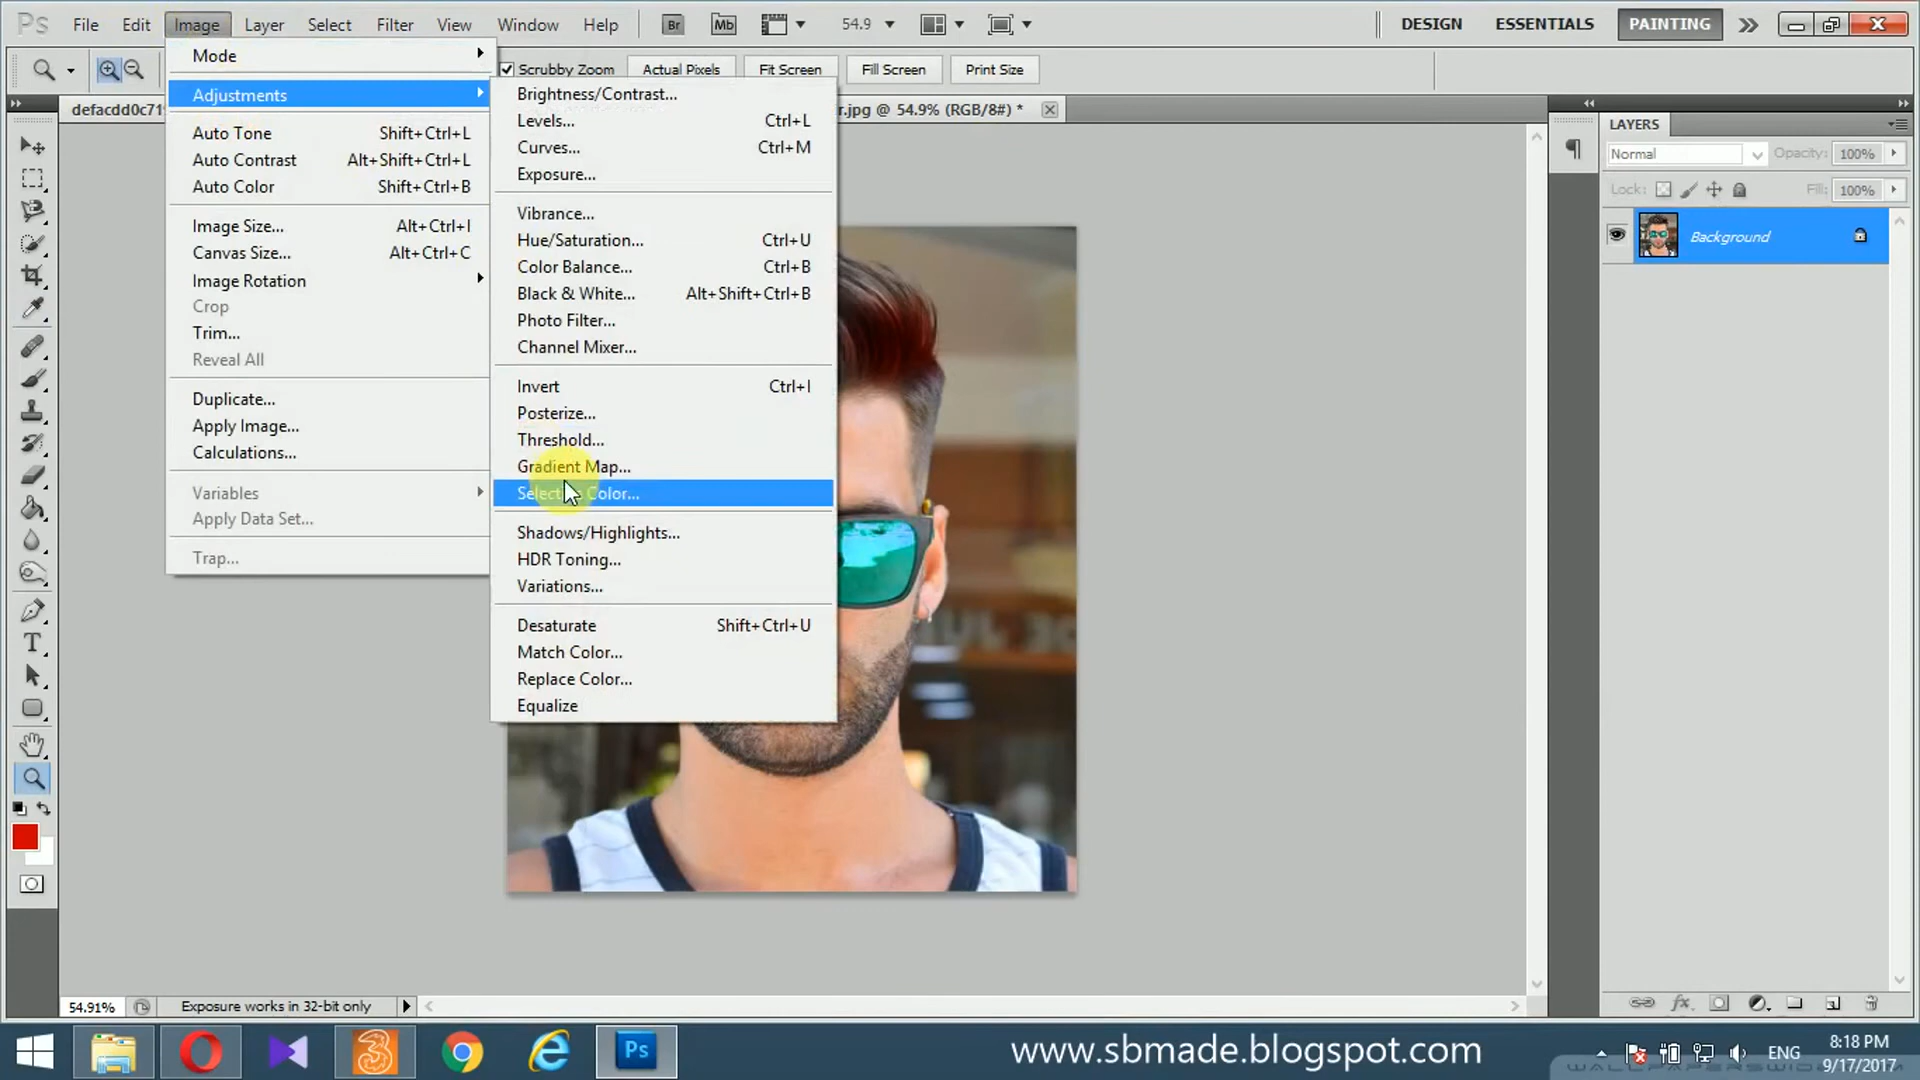 Ps File Edit Image Layer Select Filter View Window Help Br Mb 54.9 DESIGN ESSENTIALS PAINTING
Scrubby Zoom Actual Pixels Fit Screen Fill Screen Print Size
defacdd0c719 r.jpg @ 54.9% (RGB/8#) *
Mode
Adjustments
Auto Tone Shift+Ctrl+L
Auto Contrast Alt+Shift+Ctrl+L
Auto Color Shift+Ctrl+B
Image Size... Alt+Ctrl+I
Canvas Size... Alt+Ctrl+C
Image Rotation
Crop
Trim...
Reveal All
Duplicate...
Apply Image...
Calculations...
Variables
Apply Data Set...
Trap...
Brightness/Contrast...
Levels... Ctrl+L
Curves... Ctrl+M
Exposure...
Vibrance...
Hue/Saturation... Ctrl+U
Color Balance... Ctrl+B
Black & White... Alt+Shift+Ctrl+B
Photo Filter...
Channel Mixer...
Invert Ctrl+I
Posterize...
Threshold...
Gradient Map...
Selective Color...
Shadows/Highlights...
HDR Toning...
Variations...
Desaturate Shift+Ctrl+U
Match Color...
Replace Color...
Equalize
LAYERS
Normal Opacity: 100%
Lock: Fill: 100%
Background
54.91% Exposure works in 32-bit only
Ps
www.sbmade.blogspot.com
ENG
8:18 PM
9/17/2017